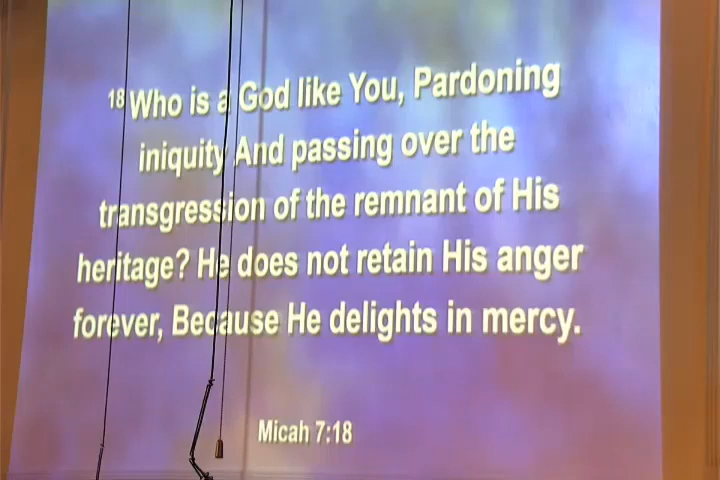 18 Who is a God like You, Pardoning
iniquity And passing over the
transgression of the remnant of His
heritage? He does not retain His anger
forever, Because He delights in mercy.
Micah 7:18